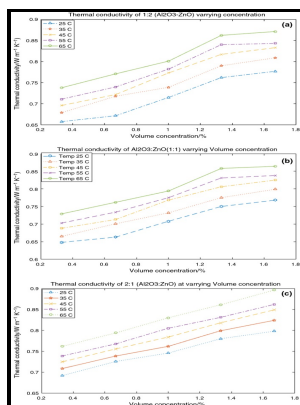 Thermal conductivity of 1:2 (Al2O3:ZnO) varying concentration
(a)
25 C
35 C
45 C
55 C
65 C
Thermal conductivity/W m⁻¹ K⁻¹)
0.9
0.85
0.8
0.75
0.7
0.65
0.2 0.4 0.6 0.8 1 1.2 1.4 1.6 1.8
Volume concentration/%
Thermal conductivity of Al2O3:ZnO(1:1) varying Volume concentration
(b)
Temp 25 C
Temp 35 C
Temp 45 C
Temp 55 C
Temp 65 C
Thermal conductivity/W m⁻¹ K⁻¹)
0.9
0.85
0.8
0.75
0.7
0.65
0.6
0.2 0.4 0.6 0.8 1 1.2 1.4 1.6 1.8
Volume concentration/%
Thermal conductivity of 2:1 (Al2O3:ZnO) at varying Volume concentration
(c)
25 C
35 C
45 C
55 C
65 C
Thermal conductivity/W m⁻¹ K⁻¹)
0.9
0.85
0.8
0.75
0.7
0.65
0.2 0.4 0.6 0.8 1 1.2 1.4 1.6 1.8
Volume concentration/%